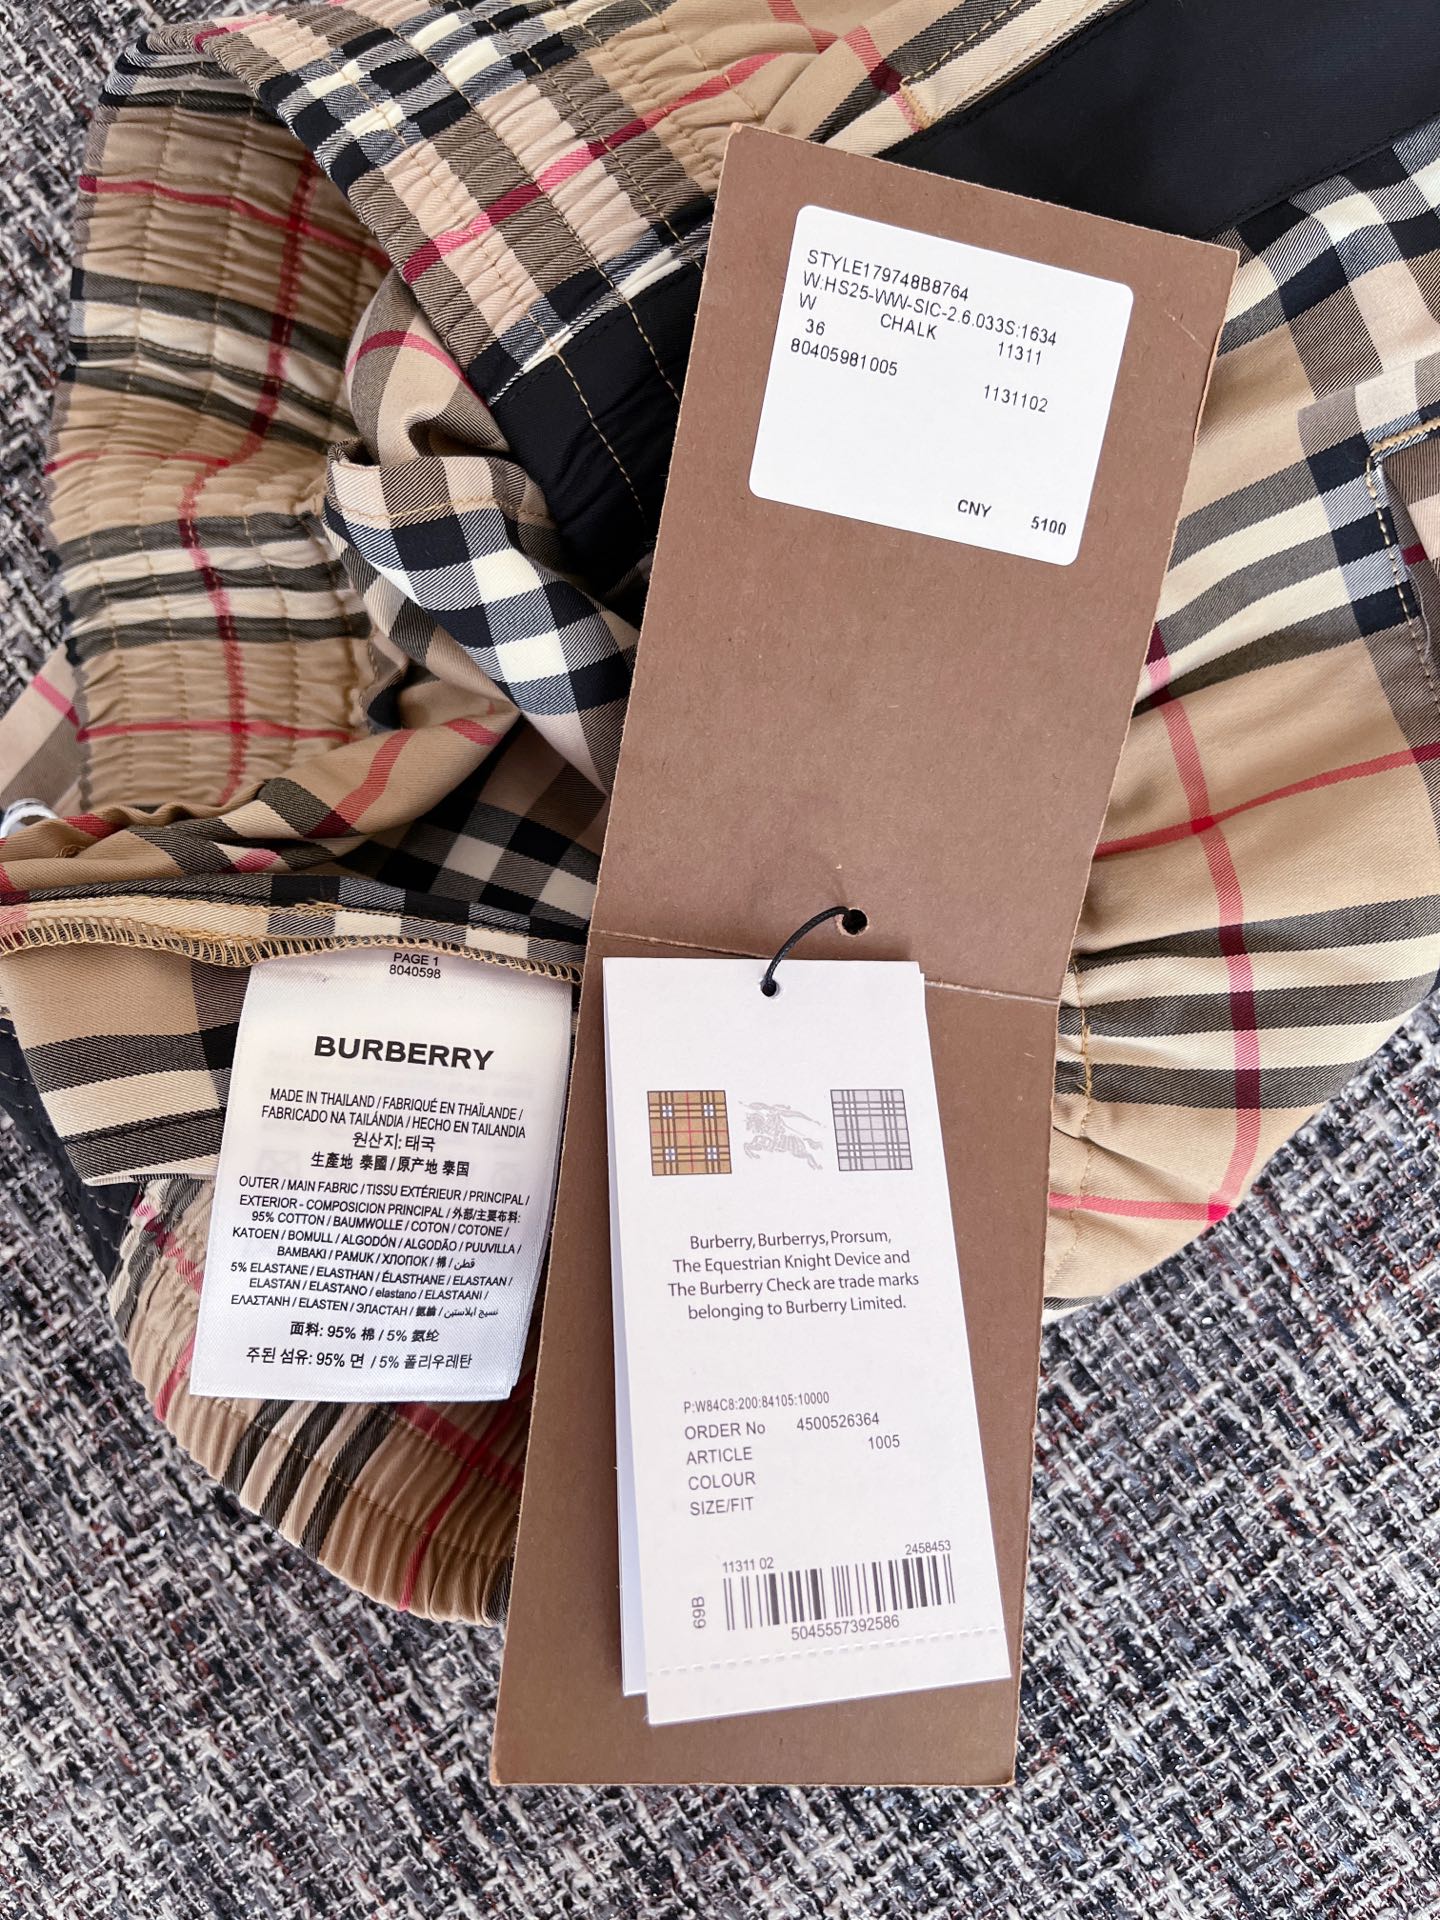 STYLE179748B8764
W:HS25-WW-SIC-2.6.033S:1634
W CHALK 11311
36
80405981005 1131102
CNY 5100
PAGE 1
8040598
BURBERRY
MADE IN THAILAND / FABRIQUÉ EN THAÏLANDE /
FABRICADO NA TAILÁNDIA / HECHO EN TAILANDIA
원산지: 태국
生產地 泰國 / 原产地 泰国
OUTER / MAIN FABRIC / TISSU EXTÉRIEUR / PRINCIPAL /
EXTERIOR - COMPOSICION PRINCIPAL / 外部/主要布料:
95% COTTON / BAUMWOLLE / COTON / COTONE /
KATOEN / BOMULL / ALGODÓN / ALGODÃO / PUUVILLA /
BAMBAKI / PAMUK / ХЛОПОК / 棉 / قطن
5% ELASTANE / ELASTHAN / ÉLASTHANE / ELASTAAN /
ELASTAN / ELASTANO / elastano / ELASTAANI /
ΕΛΑΣΤΑΝΗ / ELASTEN / ЭЛАСТАН / 氨綸 / نسيج ايلاستين
面料: 95% 棉 / 5% 氨纶
주된 섬유: 95% 면 / 5% 폴리우레탄
Burberry, Burberrys, Prorsum,
The Equestrian Knight Device and
The Burberry Check are trade marks
belonging to Burberry Limited.
P:W84C8:200:84105:10000
ORDER No 4500526364
ARTICLE 1005
COLOUR
SIZE/FIT
11311 02 2458453
69B
5045557392586